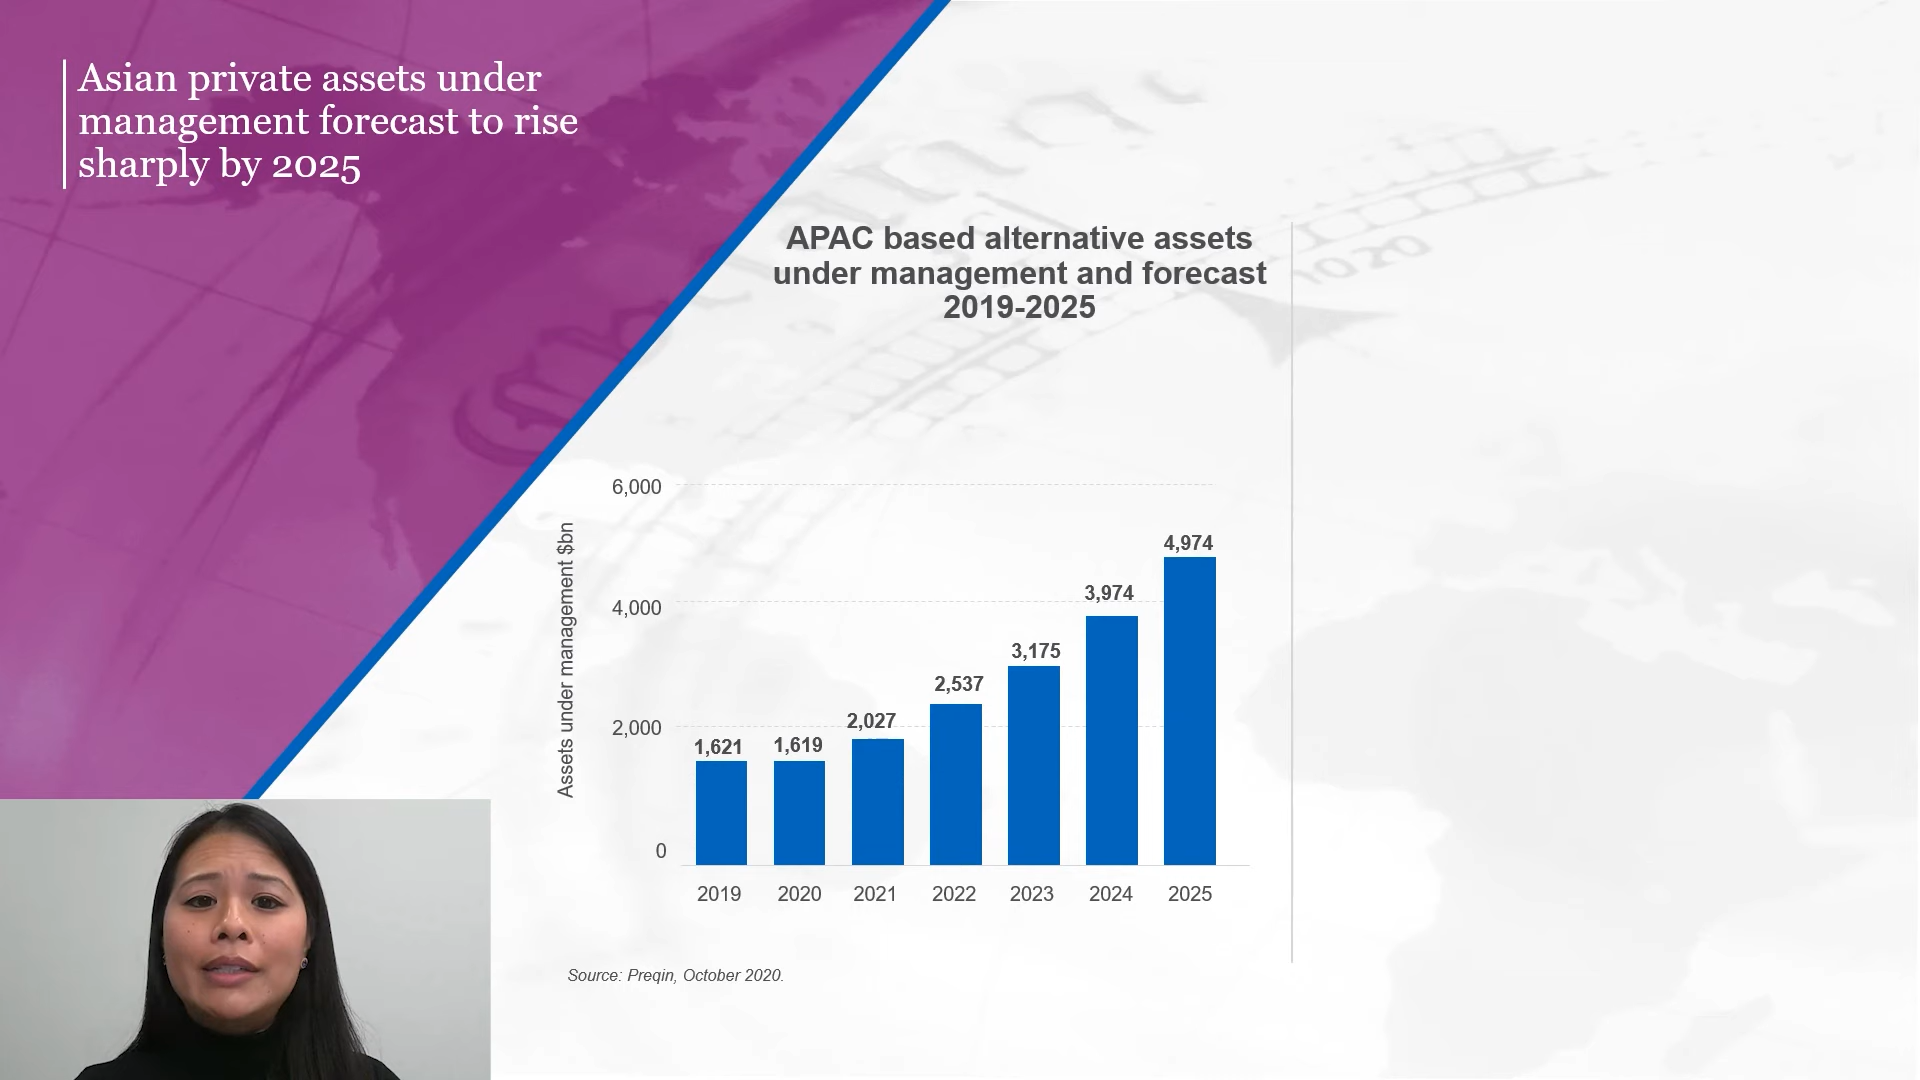 Asian private assets under
management forecast to rise
sharply by 2025
APAC based alternative assets
under management and forecast
2019-2025
Assets under management $bn
6,000
4,000
2,000
0
1,621
1,619
2,027
2,537
3,175
3,974
4,974
2019 2020 2021 2022 2023 2024 2025
Source: Preqin, October 2020.
1020